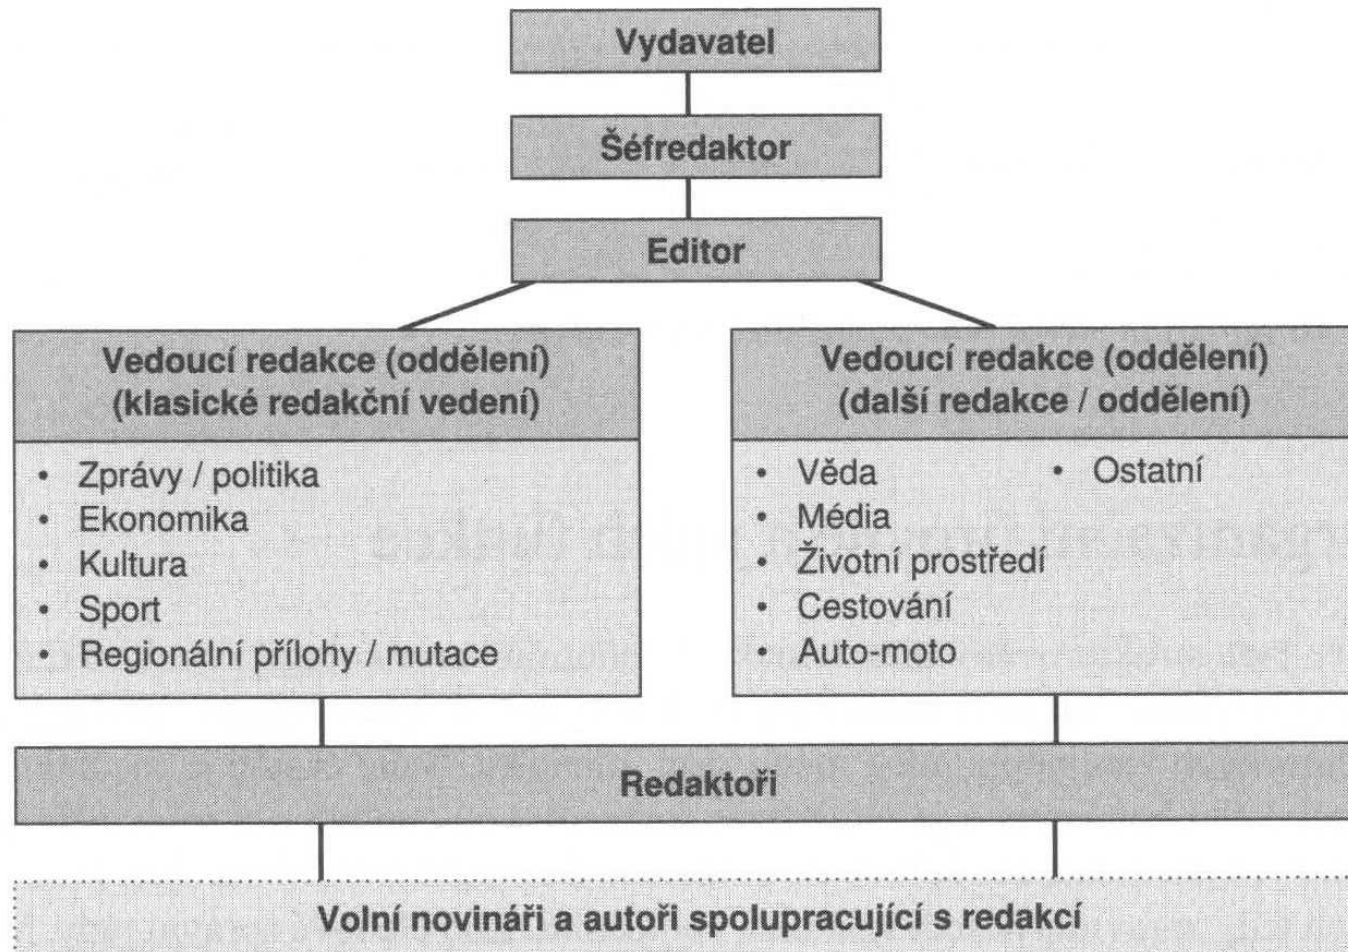 Vydavatel
Šéfredaktor
Editor
Vedoucí redakce (oddělení)
(klasické redakční vedení)
• Zprávy / politika
• Ekonomika
• Kultura
• Sport
• Regionální přílohy / mutace
Vedoucí redakce (oddělení)
(další redakce / oddělení)
• Věda
• Média
• Životní prostředí
• Cestování
• Auto-moto
• Ostatní
Redaktoři
Volní novináři a autoři spolupracující s redakcí